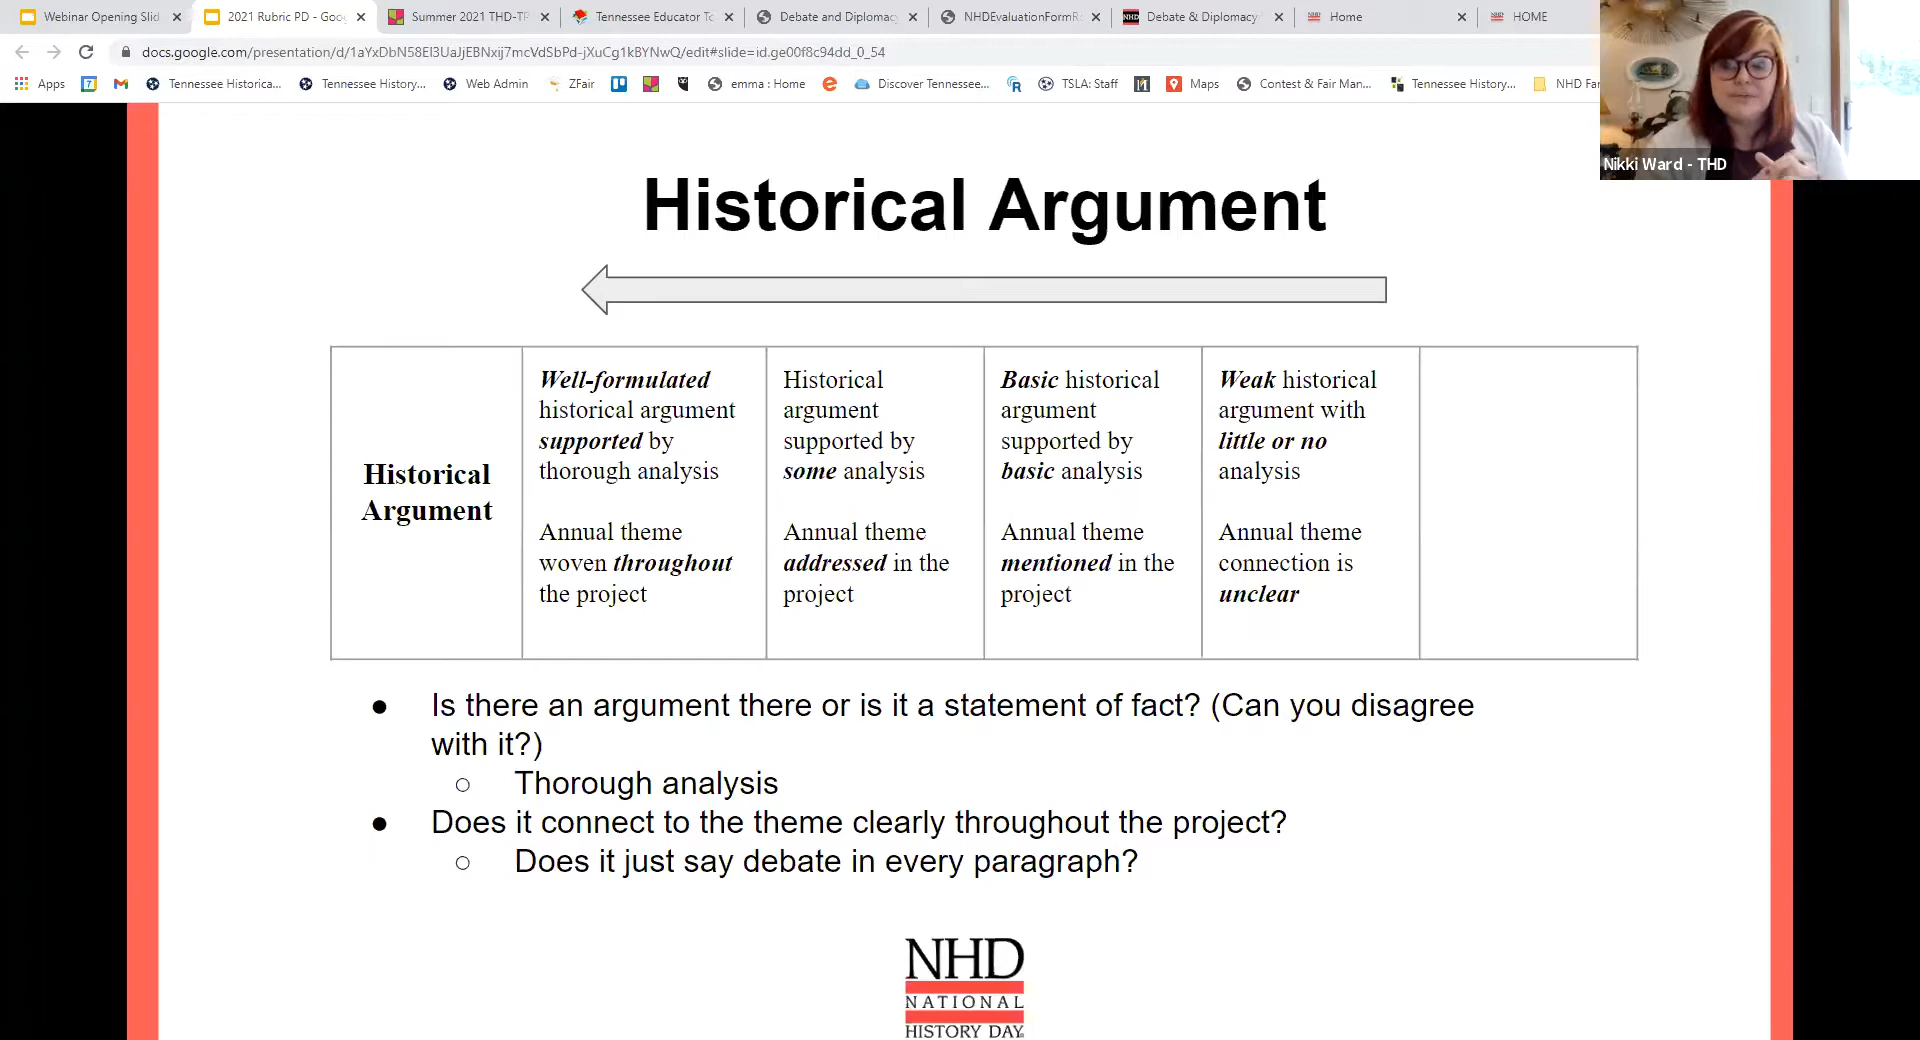 Webinar Opening Slid
2021 Rubric PD - Goo
Summer 2021 THD-TP
Tennessee Educator To
Debate and Diplomacy
NHDEvaluationFormR
Debate & Diplomacy
Home
HOME
docs.google.com/presentation/d/1aYxDbN58EI3UaJjEBNxij7mcVdSbPd-jXuCg1kBYNwQ/edit#slide=id.ge00f8c94dd_0_54
Apps
Tennessee Historica...
Tennessee History...
Web Admin
ZFair
emma : Home
Discover Tennessee...
TSLA: Staff
Maps
Contest & Fair Man...
Tennessee History...
NHD Far
Nikki Ward - THD
Historical Argument
Historical
Argument
Well-formulated
historical argument
supported by
thorough analysis
Annual theme
woven throughout
the project
Historical
argument
supported by
some analysis
Annual theme
addressed in the
project
Basic historical
argument
supported by
basic analysis
Annual theme
mentioned in the
project
Weak historical
argument with
little or no
analysis
Annual theme
connection is
unclear
● Is there an argument there or is it a statement of fact? (Can you disagree
with it?)
○ Thorough analysis
● Does it connect to the theme clearly throughout the project?
○ Does it just say debate in every paragraph?
NHD
NATIONAL
HISTORY DAY